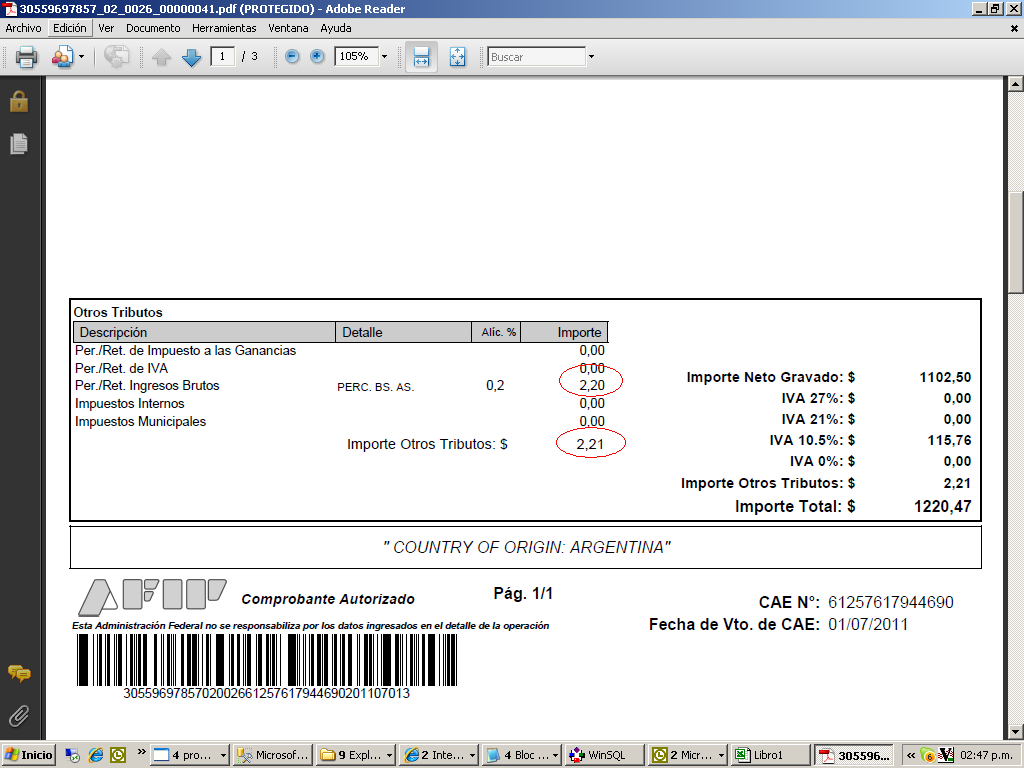 30559697857_02_0026_00000041.pdf (PROTEGIDO) - Adobe Reader
Archivo Edición Ver Documento Herramientas Ventana Ayuda
1 / 3 105% Buscar
Otros Tributos
Descripción Detalle Alic. % Importe
Per./Ret. de Impuesto a las Ganancias 0,00
Per./Ret. de IVA 0,00
Per./Ret. Ingresos Brutos PERC. BS. AS. 0,2 2,20
Impuestos Internos 0,00
Impuestos Municipales 0,00
Importe Otros Tributos: $ 2,21
Importe Neto Gravado: $ 1102,50
IVA 27%: $ 0,00
IVA 21%: $ 0,00
IVA 10.5%: $ 115,76
IVA 0%: $ 0,00
Importe Otros Tributos: $ 2,21
Importe Total: $ 1220,47
" COUNTRY OF ORIGIN: ARGENTINA"
AFIP Comprobante Autorizado
Pág. 1/1
CAE N°: 61257617944690
Fecha de Vto. de CAE: 01/07/2011
Esta Administración Federal no se responsabiliza por los datos ingresados en el detalle de la operación
3055969785702002661257617944690201107013
Inicio » 4 pro... Microsof... 9 Expl... 2 Inte... 4 Bloc ... WinSQL 2 Micr... Libro1 305596... « 02:47 p.m.